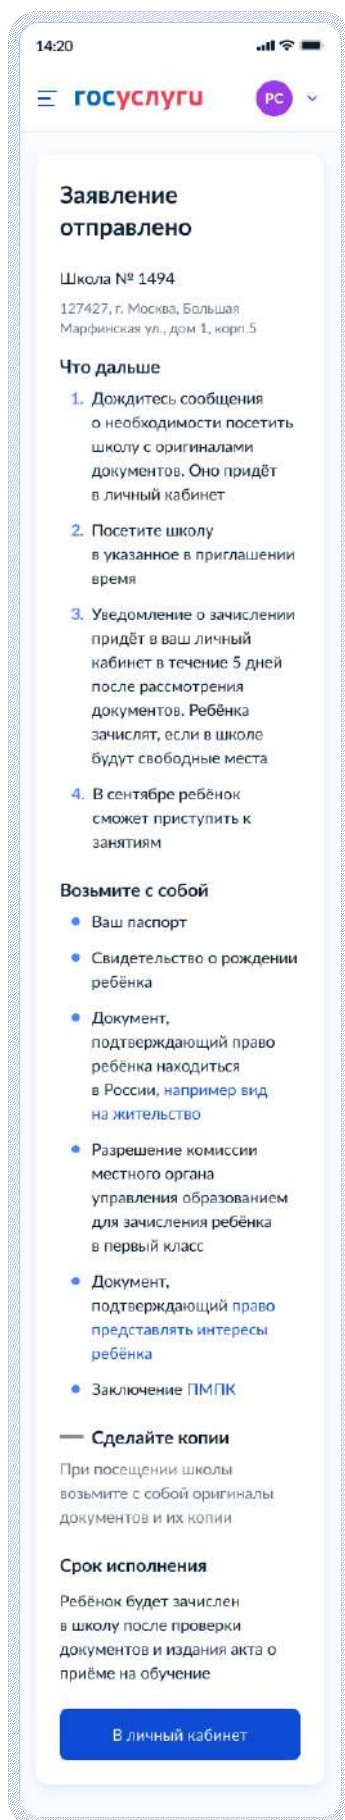 14:20
госуслуги
РС
Заявление
отправлено
Школа № 1494
127427, г. Москва, Большая
Марфинская ул., дом 1, корп.5
Что дальше
1. Дождитесь сообщения
о необходимости посетить
школу с оригиналами
документов. Оно придёт
в личный кабинет
2. Посетите школу
в указанное в приглашении
время
3. Уведомление о зачислении
придёт в ваш личный
кабинет в течение 5 дней
после рассмотрения
документов. Ребёнка
зачислят, если в школе
будут свободные места
4. В сентябре ребёнок
сможет приступить к
занятиям
Возьмите с собой
• Ваш паспорт
• Свидетельство о рождении
ребёнка
• Документ,
подтверждающий право
ребёнка находиться
в России, например вид
на жительство
• Разрешение комиссии
местного органа
управления образованием
для зачисления ребёнка
в первый класс
• Документ,
подтверждающий право
представлять интересы
ребёнка
• Заключение ПМПК
— Сделайте копии
При посещении школы
возьмите с собой оригиналы
документов и их копии
Срок исполнения
Ребёнок будет зачислен
в школу после проверки
документов и издания акта о
приёме на обучение
В личный кабинет